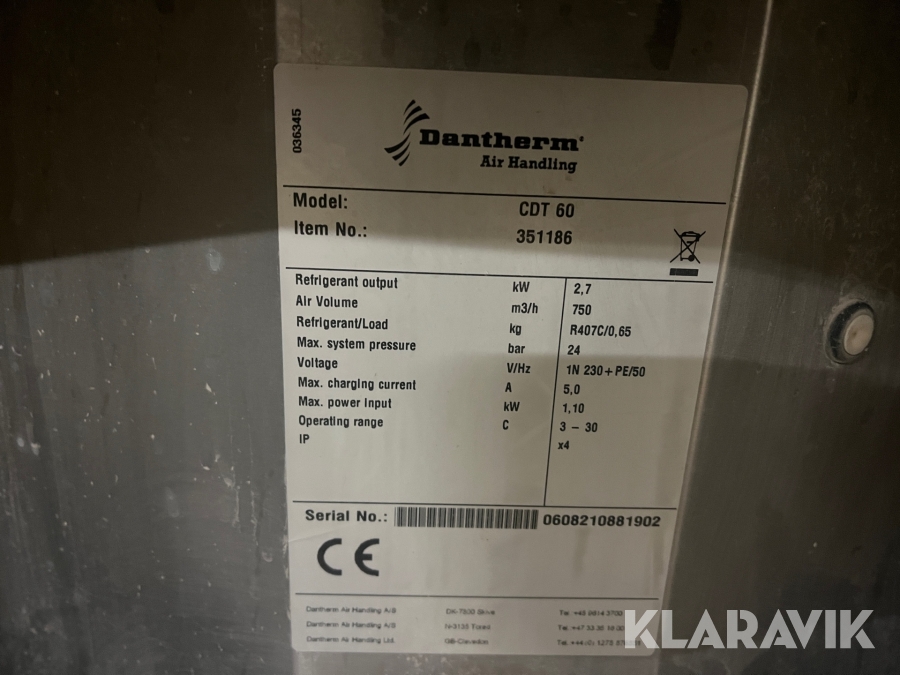 036345
Dantherm
Air Handling
Model: CDT 60
Item No.: 351186
Refrigerant output kW 2,7
Air Volume m3/h 750
Refrigerant/Load kg R407C/0,65
Max. system pressure bar 24
Voltage V/Hz 1N 230+PE/50
Max. charging current A 5,0
Max. power Input kW 1,10
Operating range C 3 – 30
IP x4
Serial No.: 0608210881902
CE
Dantherm Air Handling A/S DK-7800 Skive
Dantherm Air Handling A/S
Dantherm Air Handling Ltd. GB-Clevedon
KLARAVIK